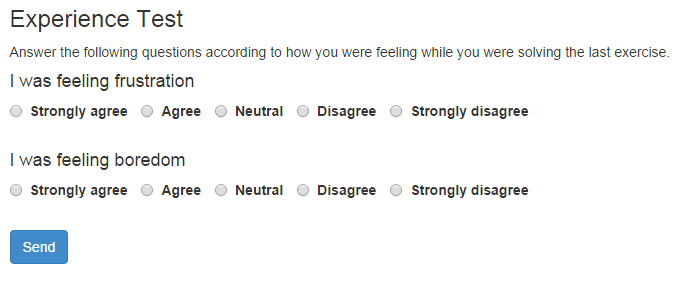 Experience Test
Answer the following questions according to how you were feeling while you were solving the last exercise.
I was feeling frustration
Strongly agree Agree Neutral Disagree Strongly disagree
I was feeling boredom
Strongly agree Agree Neutral Disagree Strongly disagree
Send